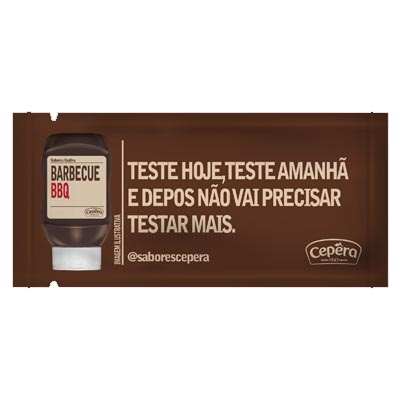 BARBECUE
BBQ
Cepêra
TESTE HOJE,TESTE AMANHÃ
E DEPOS NÃO VAI PRECISAR
TESTAR MAIS.
@saborescepera
IMAGEM ILUSTRATIVA
Cepêra